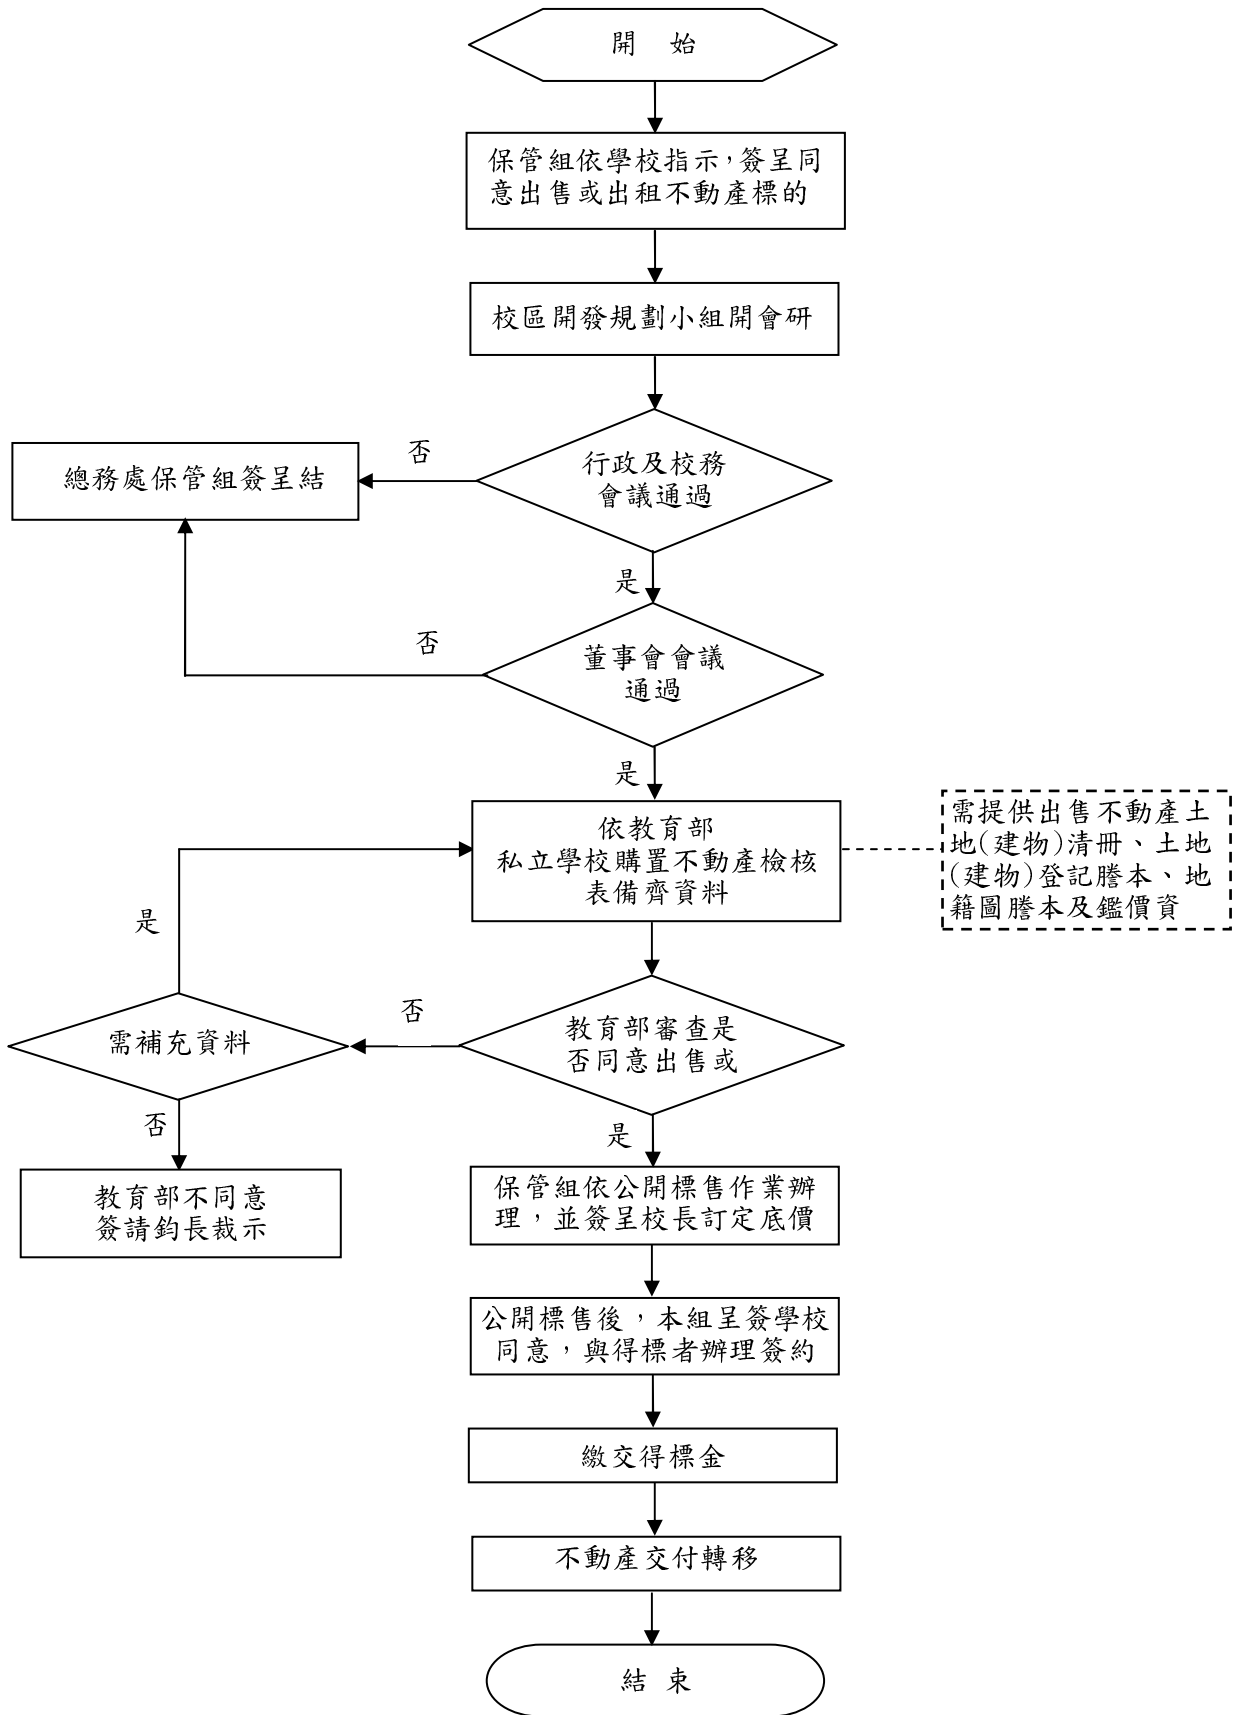 開 始
保管組依學校指示，簽呈同
意出售或出租不動產標的
校區開發規劃小組開會研
否
行政及校務
會議通過
總務處保管組簽呈結
是
否
董事會會議
通過
是
依教育部
私立學校購置不動產檢核
表備齊資料
需提供出售不動產土
地(建物)清冊、土地
(建物)登記謄本、地
籍圖謄本及鑑價資
是
否
需補充資料
教育部審查是
否同意出售或
否
是
教育部不同意
簽請鈞長裁示
保管組依公開標售作業辦
理，並簽呈校長訂定底價
公開標售後，本組呈簽學校
同意，與得標者辦理簽約
繳交得標金
不動產交付轉移
結 束